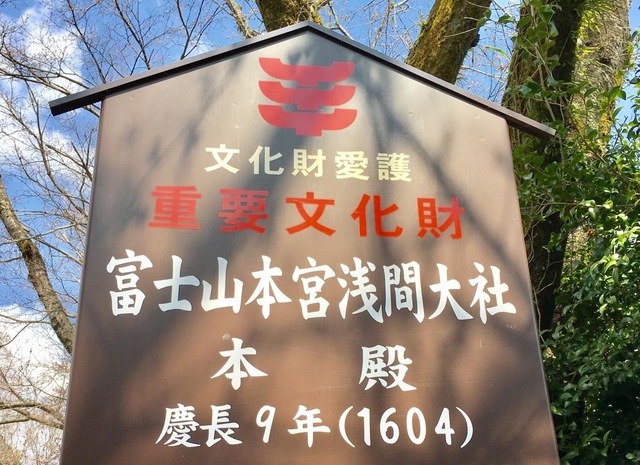 文化財愛護
重要文化財
富士山本宮浅間大社
本 殿
慶長9年(1604)